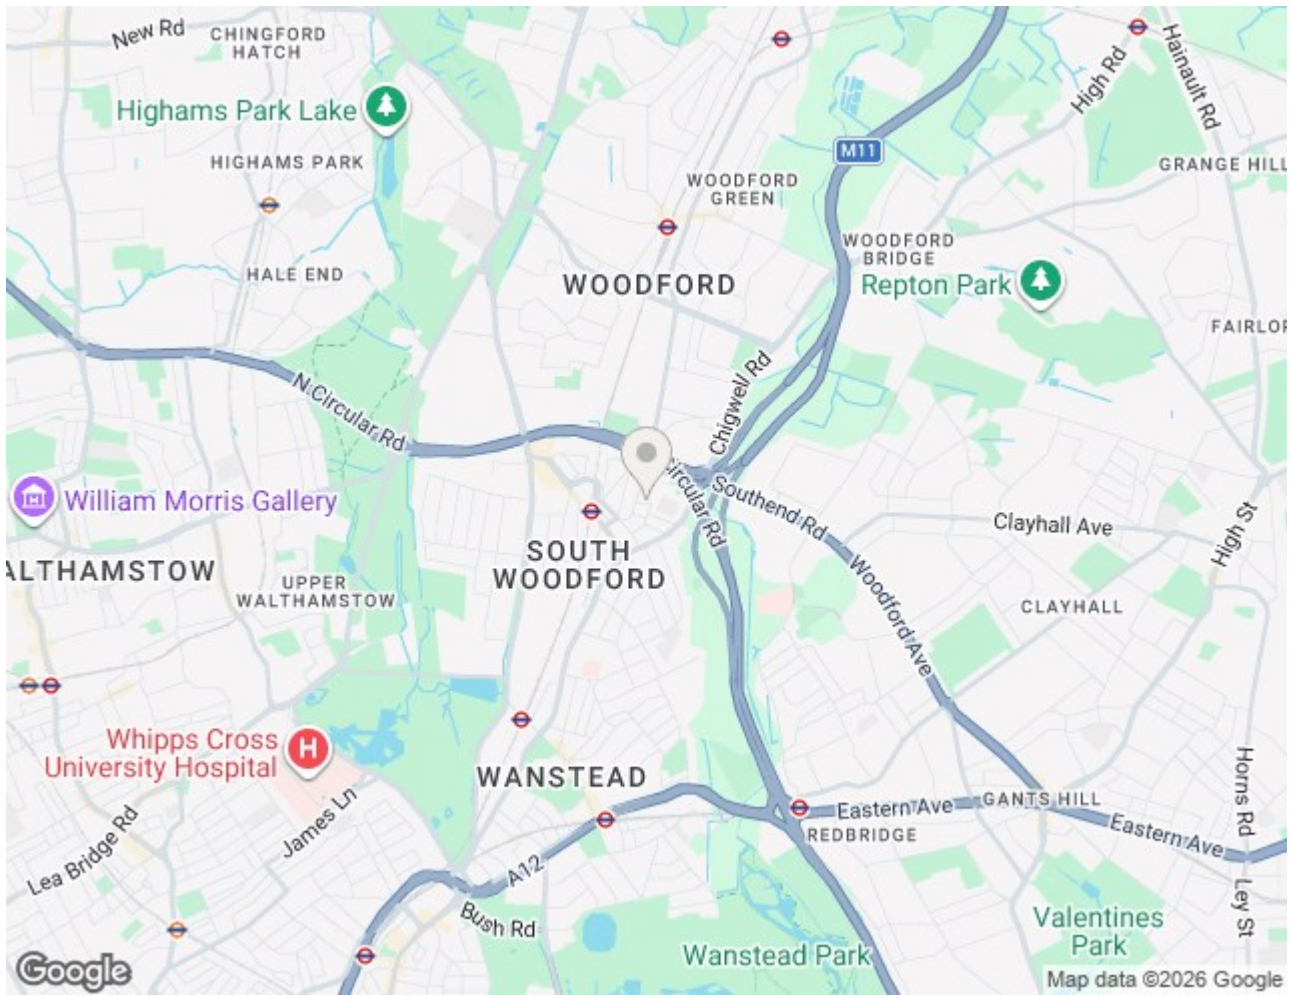 New Rd
CHINGFORD
HATCH
High Rd
Hainault Rd
Highams Park Lake
M11
HIGHAMS PARK
GRANGE HILL
WOODFORD
GREEN
WOODFORD
BRIDGE
HALE END
WOODFORD
Repton Park
FAIRLOP
N Circular Rd
Chigwell Rd
William Morris Gallery
Circular Rd
Southend Rd
Clayhall Ave
High St
SOUTH
WOODFORD
ALTHAMSTOW
UPPER
WALTHAMSTOW
Woodford Ave
CLAYHALL
Whipps Cross
University Hospital
WANSTEAD
Horns Rd
James Ln
Eastern Ave
GANTS HILL
REDBRIDGE
Eastern Ave
Lea Bridge Rd
A12
Ley St
Bush Rd
Valentines
Park
Wanstead Park
Google
Map data ©2026 Google